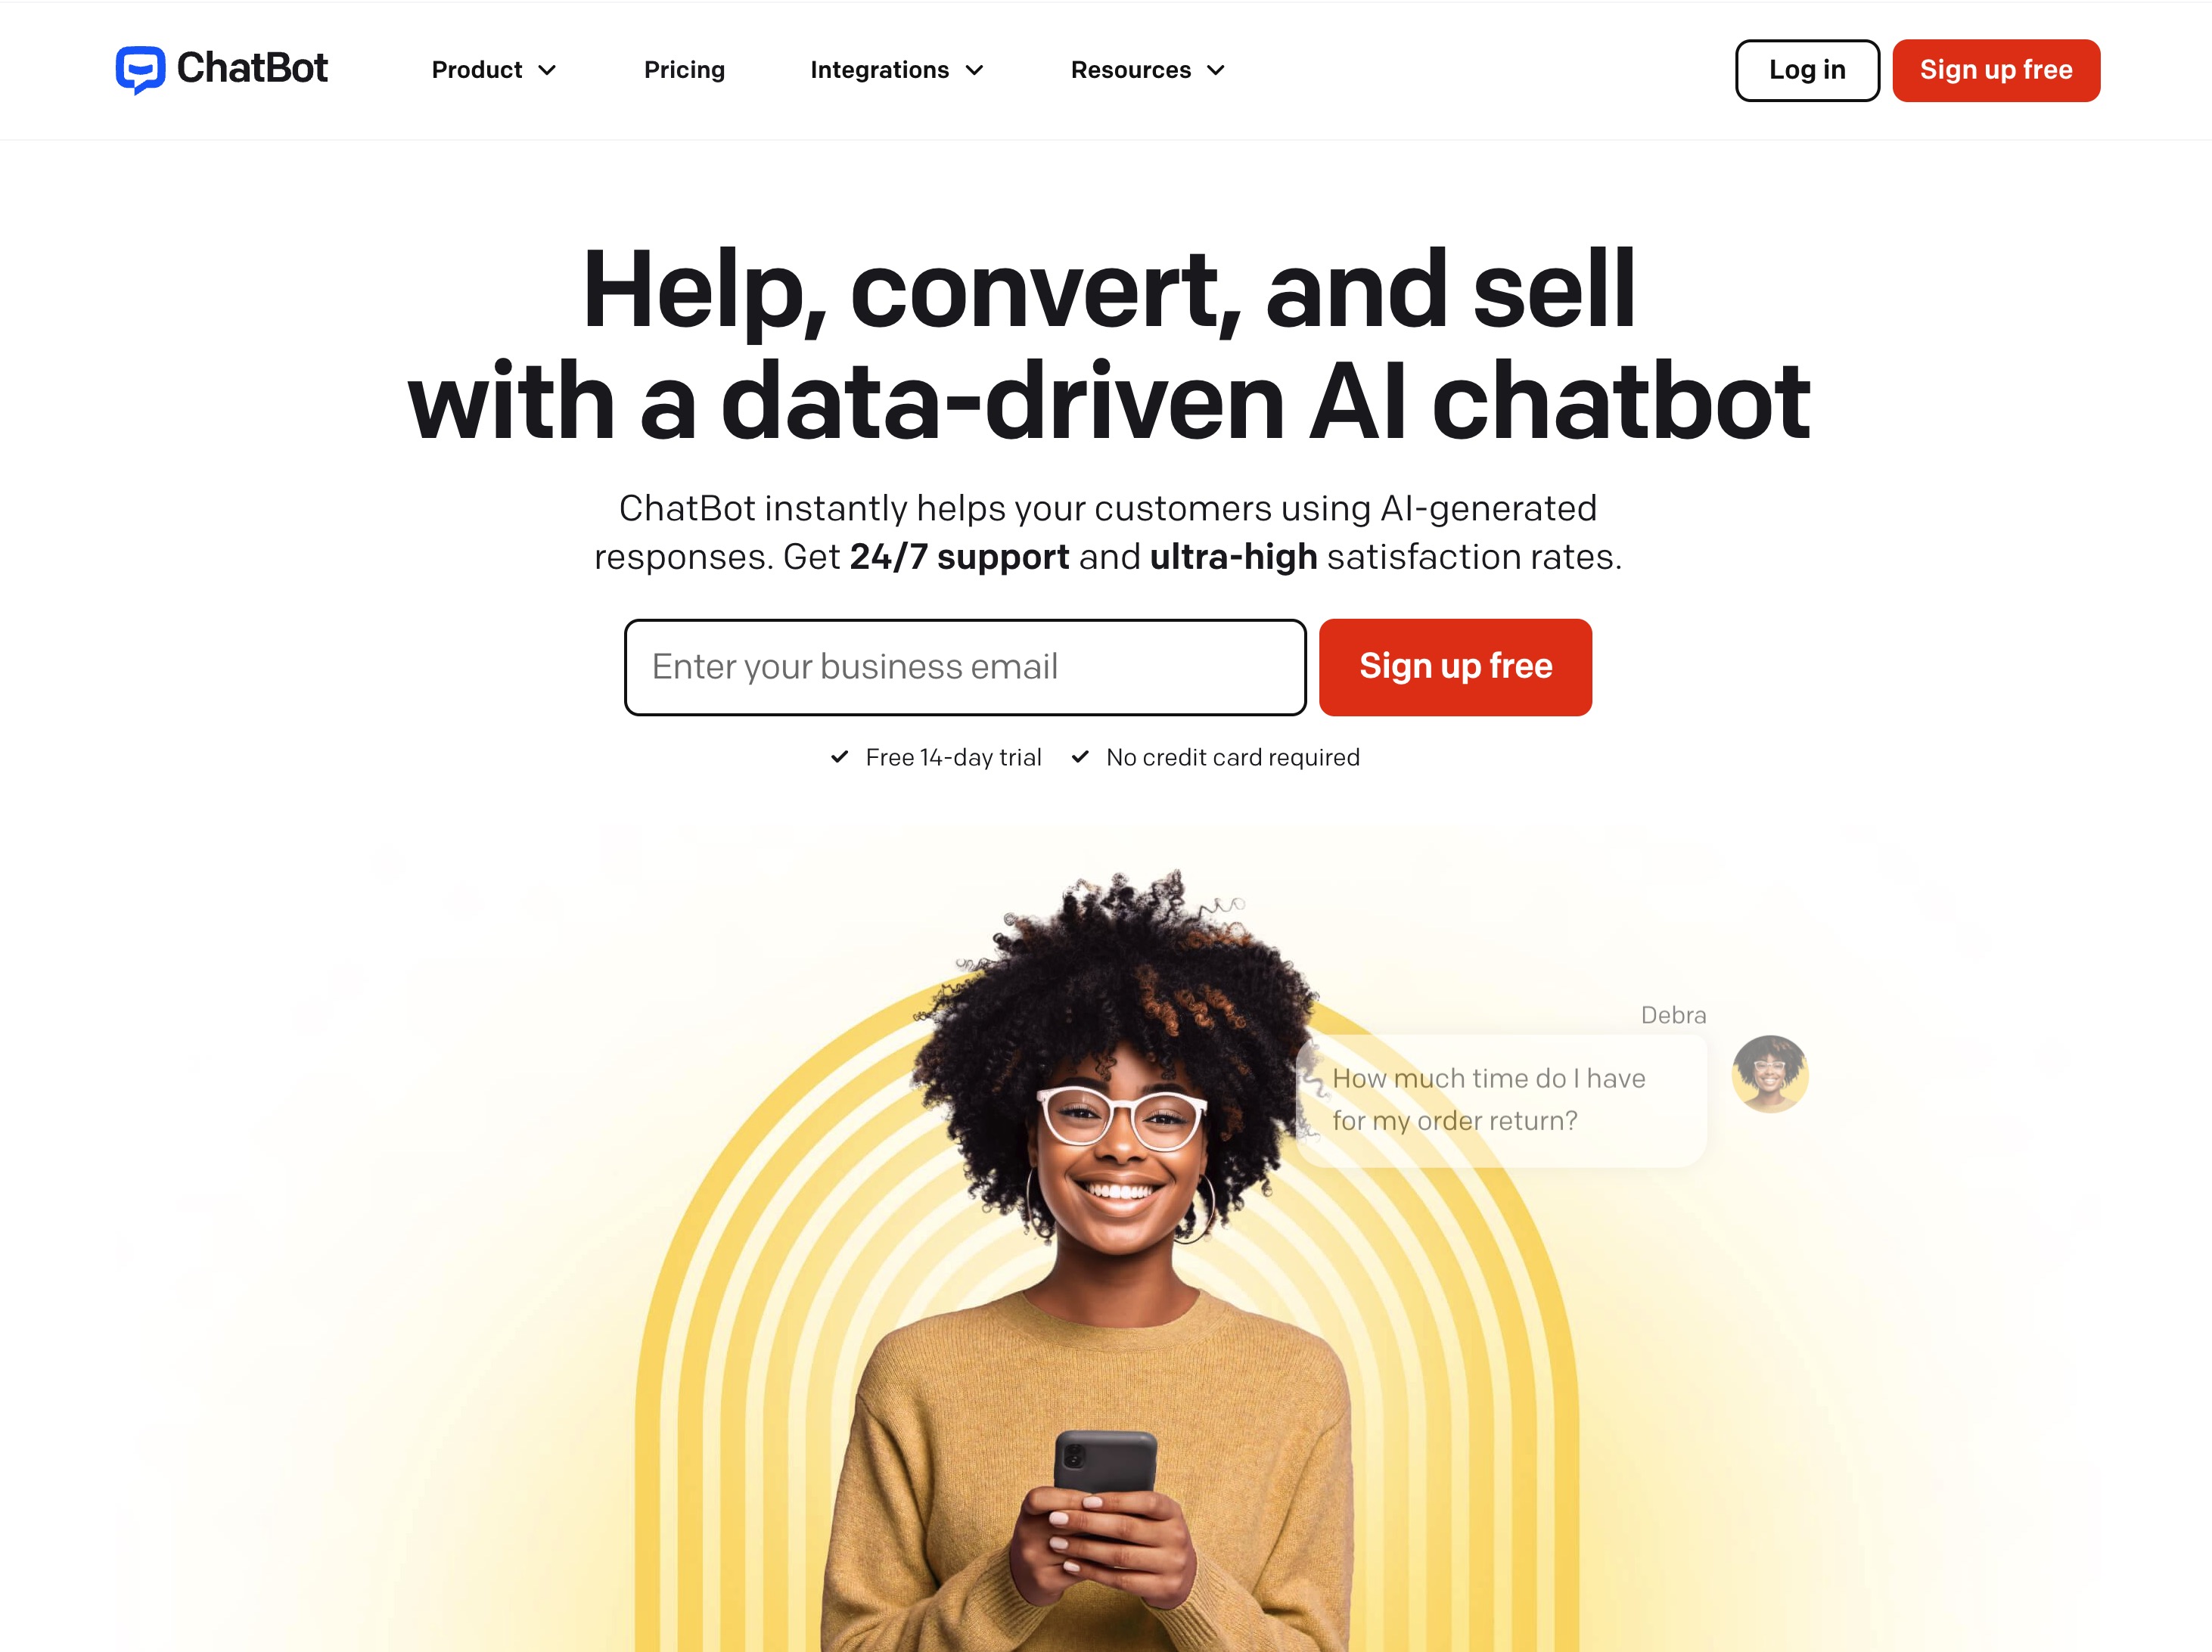 ChatBot
Product
Pricing
Integrations
Resources
Log in
Sign up free
Help, convert, and sell
with a data-driven AI chatbot
ChatBot instantly helps your customers using AI-generated
responses. Get 24/7 support and ultra-high satisfaction rates.
Enter your business email
Sign up free
Free 14-day trial
No credit card required
Debra
How much time do I have
for my order return?